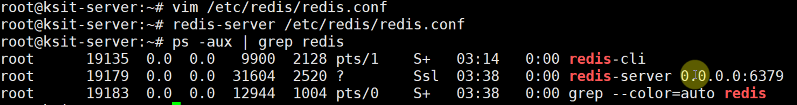 root@ksit-server:~# vim /etc/redis/redis.conf
root@ksit-server:~# redis-server /etc/redis/redis.conf
root@ksit-server:~# ps -aux | grep redis
root     19135  0.0  0.0   9900  2128 pts/1    S+   03:14   0:00 redis-cli
root     19179  0.0  0.0  31604  2520 ?        Ssl  03:38   0:00 redis-server 0.0.0.0:6379
root     19183  0.0  0.0  12944  1004 pts/0    S+   03:38   0:00 grep --color=auto redis